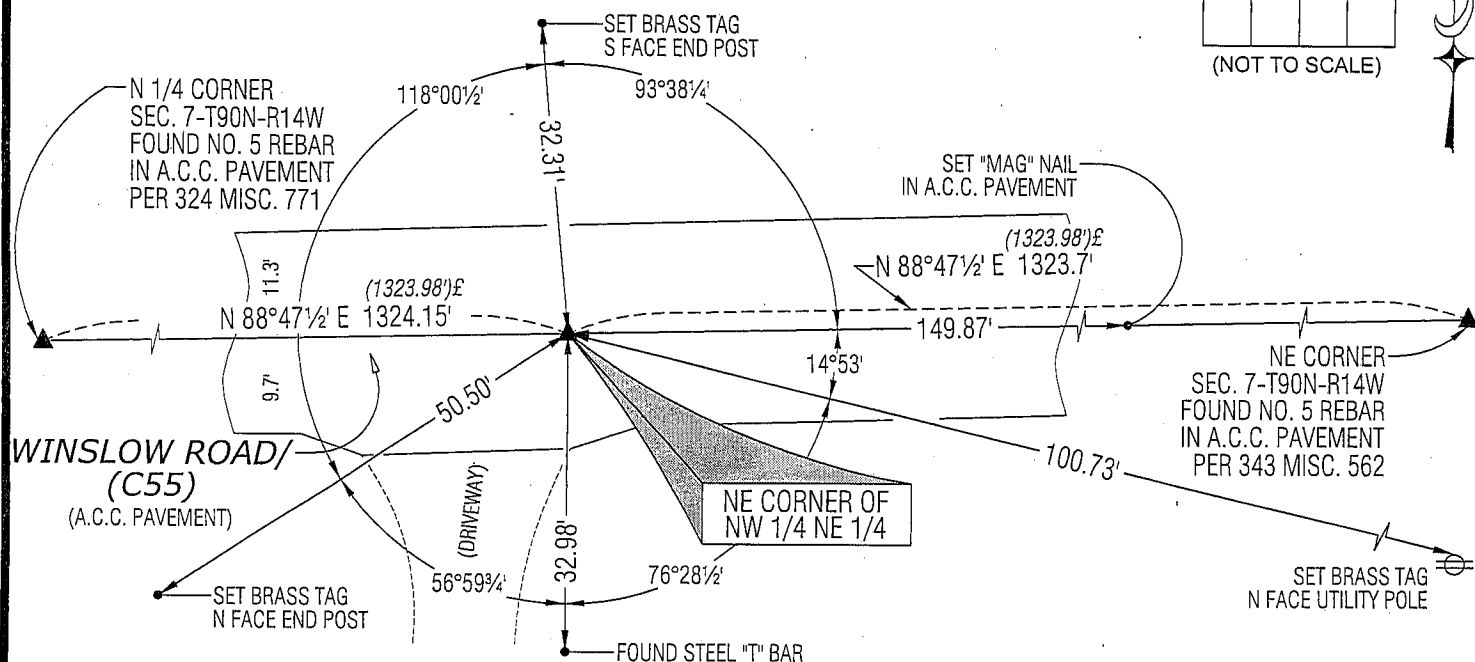 SET BRASS TAG
S FACE END POST
(NOT TO SCALE)
N 1/4 CORNER
SEC. 7-T90N-R14W
FOUND NO. 5 REBAR
IN A.C.C. PAVEMENT
PER 324 MISC. 771
118°00½'
93°38¼'
32.31'
SET "MAG" NAIL
IN A.C.C. PAVEMENT
11.3'
(1323.98')£
N 88°47½' E 1324.15'
(1323.98')£
N 88°47½' E 1323.7'
149.87'
14°53'
9.7'
50.50'
NE CORNER
SEC. 7-T90N-R14W
FOUND NO. 5 REBAR
IN A.C.C. PAVEMENT
PER 343 MISC. 562
WINSLOW ROAD/
(C55)
(A.C.C. PAVEMENT)
(DRIVEWAY)
32.98'
100.73'
NE CORNER OF
NW 1/4 NE 1/4
56°59¾'
76°28½'
SET BRASS TAG
N FACE END POST
SET BRASS TAG
N FACE UTILITY POLE
FOUND STEEL "T" BAR